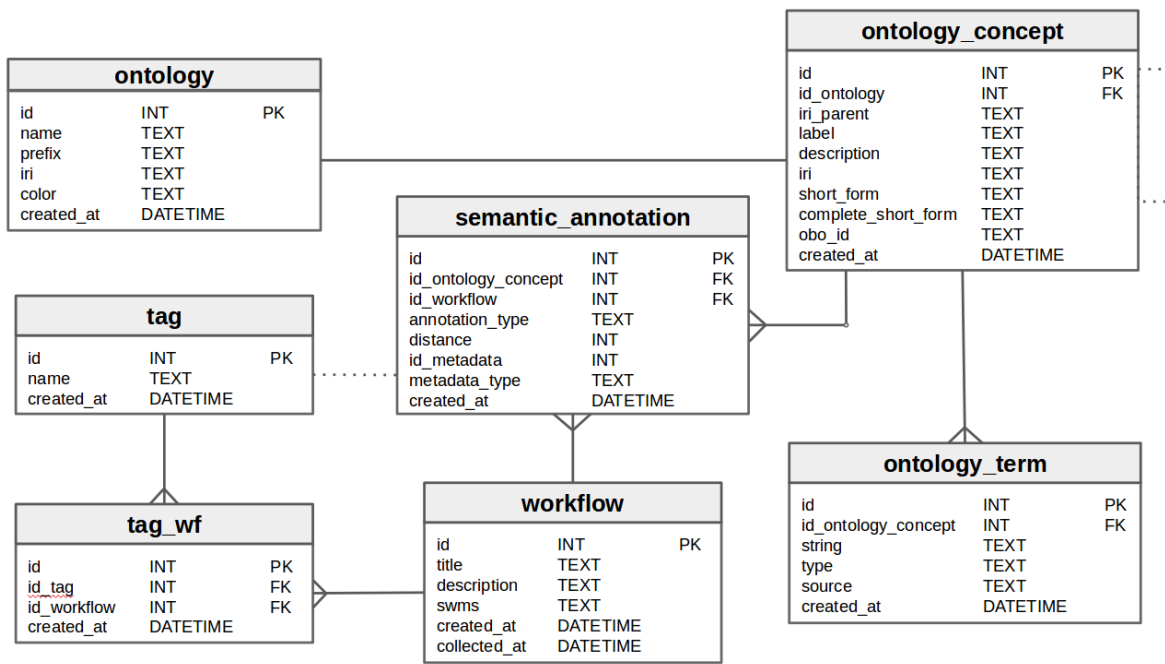 ontology
id INT PK
name TEXT
prefix TEXT
iri TEXT
color TEXT
created_at DATETIME
ontology_concept
id INT PK
id_ontology INT FK
iri_parent TEXT
label TEXT
description TEXT
iri TEXT
short_form TEXT
complete_short_form TEXT
obo_id TEXT
created_at DATETIME
semantic_annotation
id INT PK
id_ontology_concept INT FK
id_workflow INT FK
annotation_type TEXT
distance INT
id_metadata INT
metadata_type TEXT
created_at DATETIME
tag
id INT PK
name TEXT
created_at DATETIME
tag_wf
id INT PK
id_tag INT FK
id_workflow INT FK
created_at DATETIME
workflow
id INT PK
title TEXT
description TEXT
swms TEXT
created_at DATETIME
collected_at DATETIME
ontology_term
id INT PK
id_ontology_concept INT FK
string TEXT
type TEXT
source TEXT
created_at DATETIME